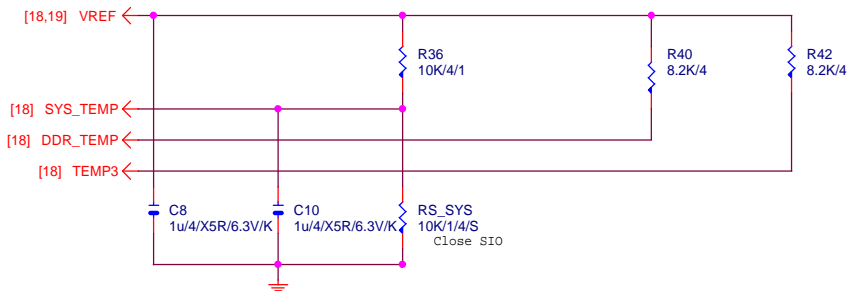 [18,19] VREF
R36
10K/4/1
R40
8.2K/4
R42
8.2K/4
[18] SYS_TEMP
[18] DDR_TEMP
[18] TEMP3
C8
1u/4/X5R/6.3V/K
C10
1u/4/X5R/6.3V/K
RS_SYS
10K/1/4/S
Close SIO